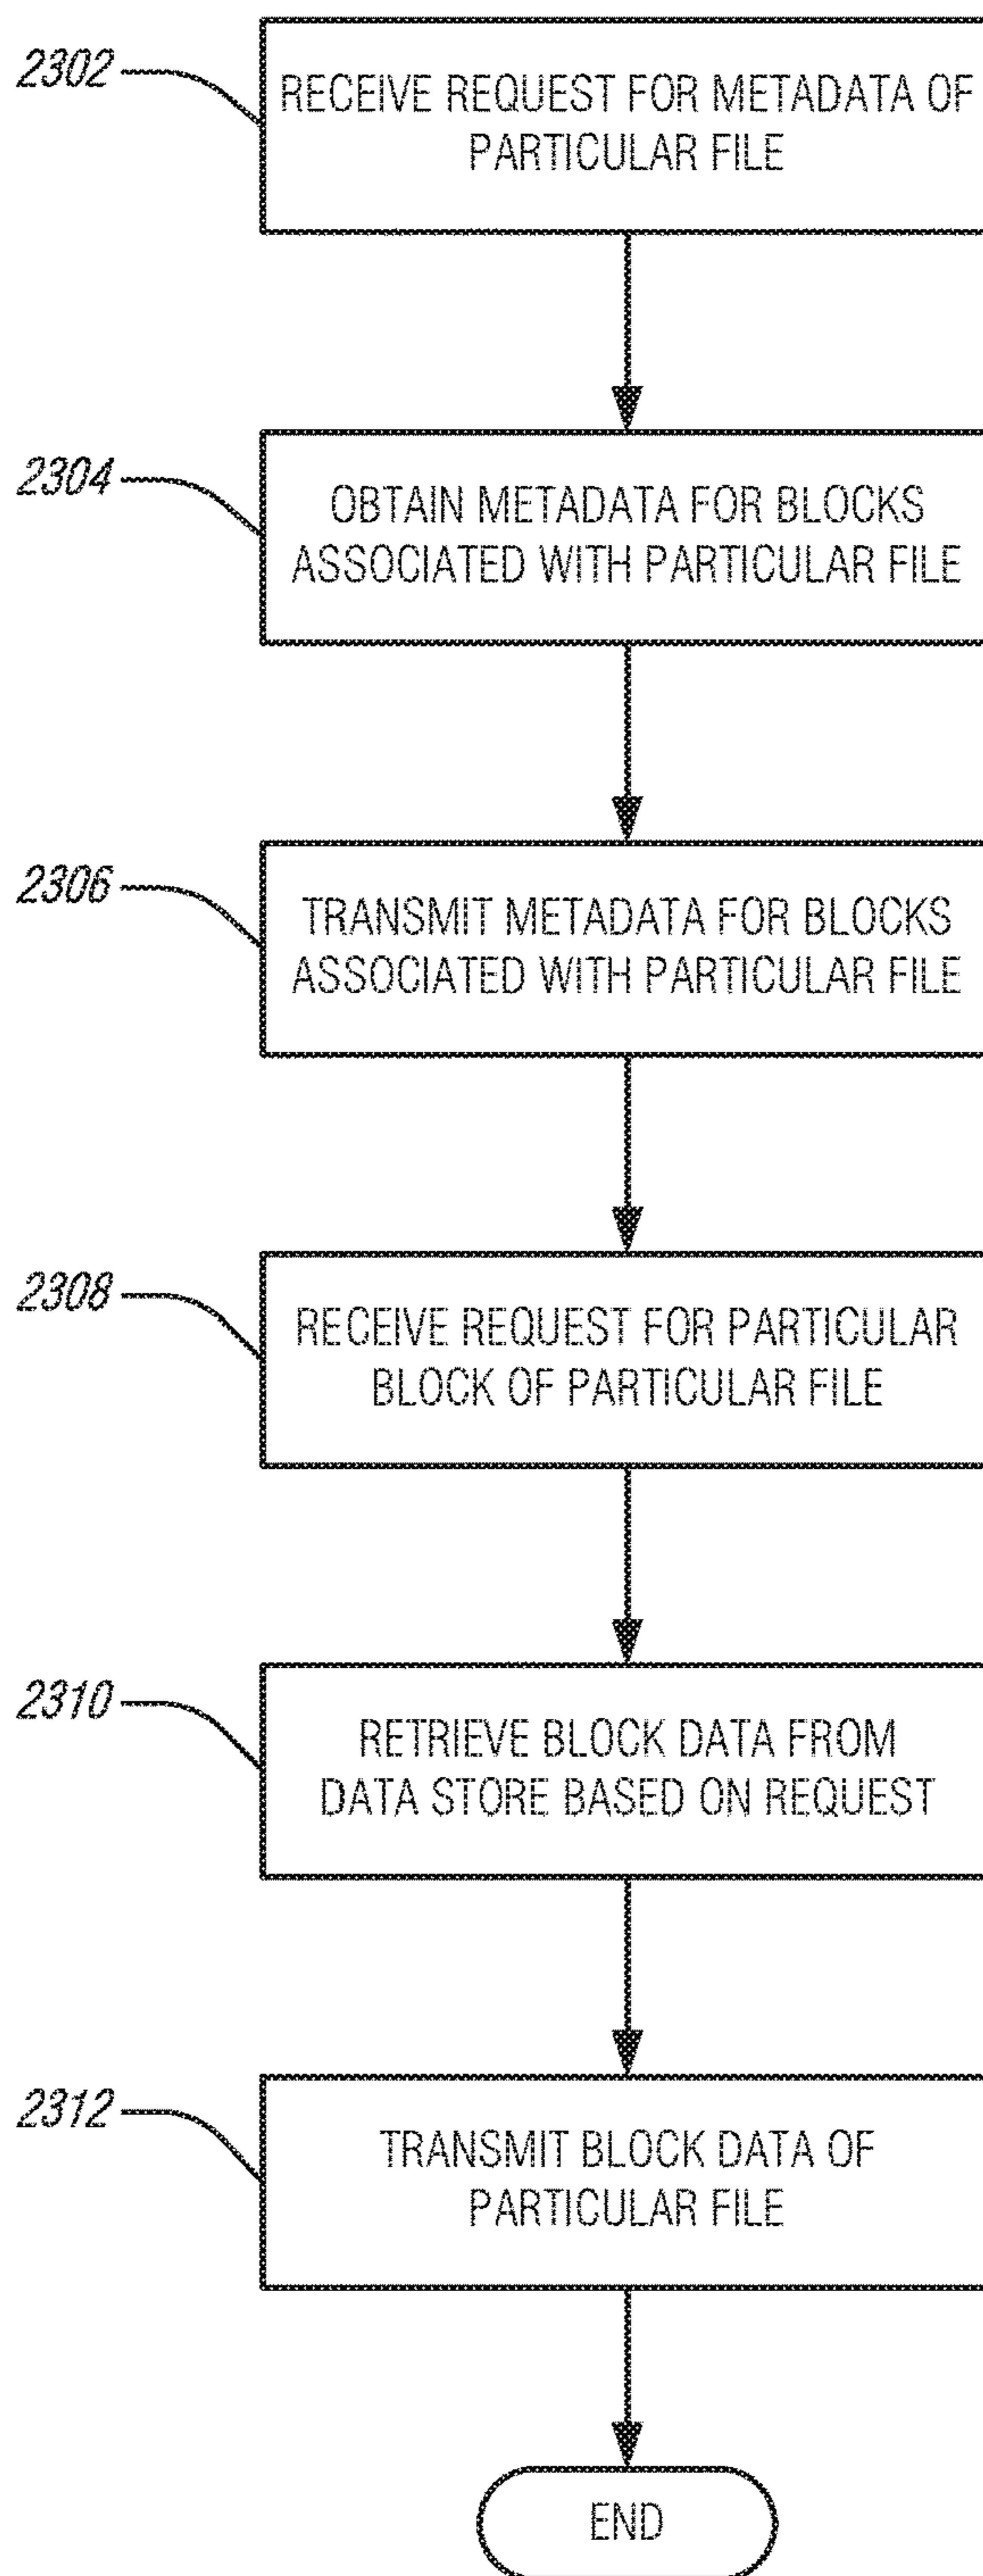 2302
RECEIVE REQUEST FOR METADATA OF
PARTICULAR FILE
2304
OBTAIN METADATA FOR BLOCKS
ASSOCIATED WITH PARTICULAR FILE
2306
TRANSMIT METADATA FOR BLOCKS
ASSOCIATED WITH PARTICULAR FILE
2308
RECEIVE REQUEST FOR PARTICULAR
BLOCK OF PARTICULAR FILE
2310
RETRIEVE BLOCK DATA FROM
DATA STORE BASED ON REQUEST
2312
TRANSMIT BLOCK DATA OF
PARTICULAR FILE
END